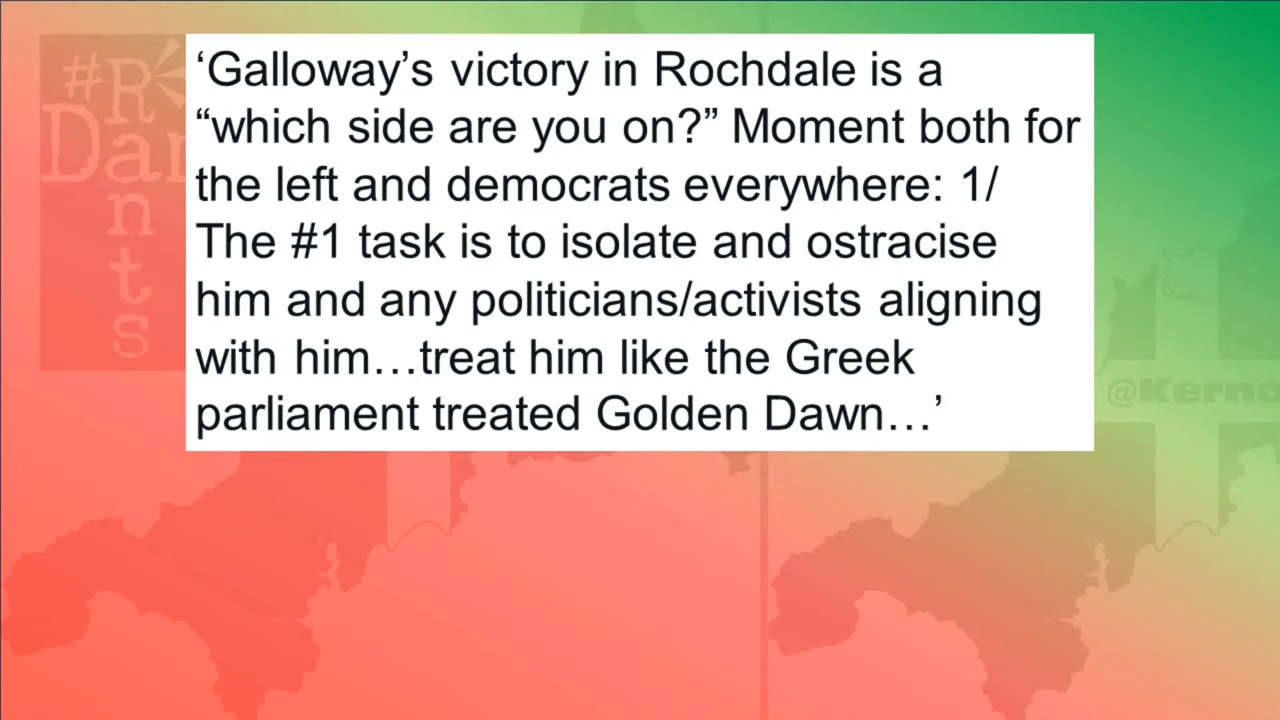 ‘Galloway’s victory in Rochdale is a
“which side are you on?” Moment both for
the left and democrats everywhere: 1/
The #1 task is to isolate and ostracise
him and any politicians/activists aligning
with him…treat him like the Greek
parliament treated Golden Dawn…’
#R
Da
n
t
s
@Kerno